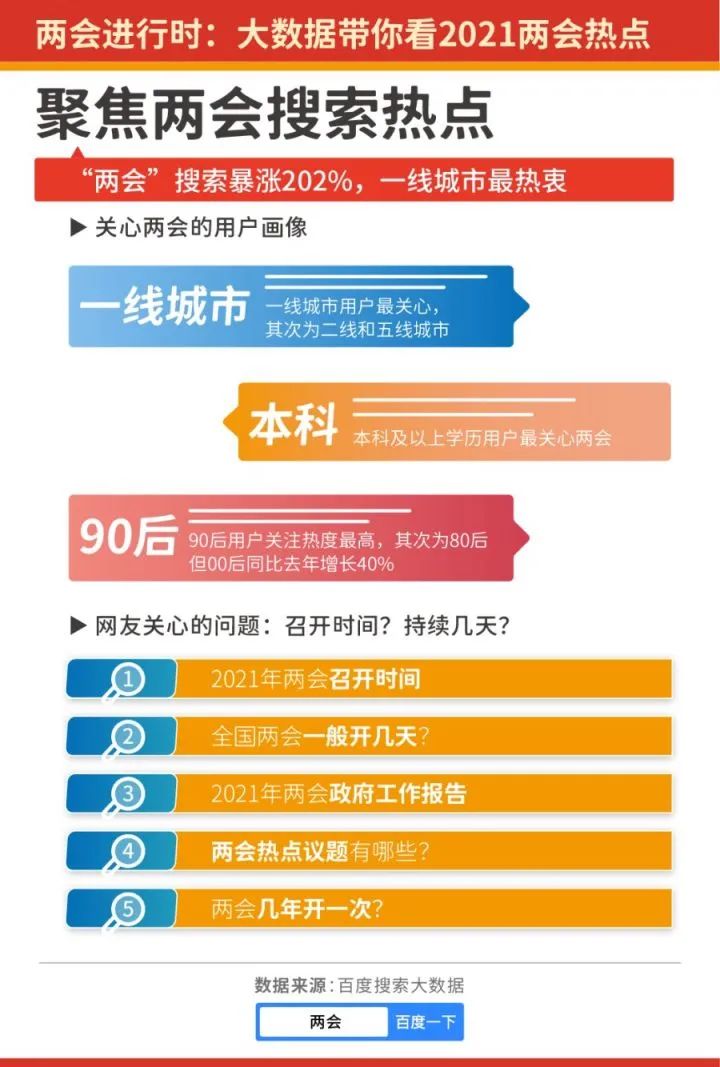 两会进行时：大数据带你看2021两会热点
聚焦两会搜索热点
“两会”搜索暴涨202%，一线城市最热衷
▶ 关心两会的用户画像
一线城市
一线城市用户最关心，
其次为二线和五线城市
本科
本科及以上学历用户最关心两会
90后
90后用户关注热度最高，其次为80后
但00后同比去年增长40%
▶ 网友关心的问题：召开时间？持续几天？
1 2021年两会召开时间
2 全国两会一般开几天？
3 2021年两会政府工作报告
4 两会热点议题有哪些？
5 两会几年开一次？
数据来源：百度搜索大数据
两会 百度一下